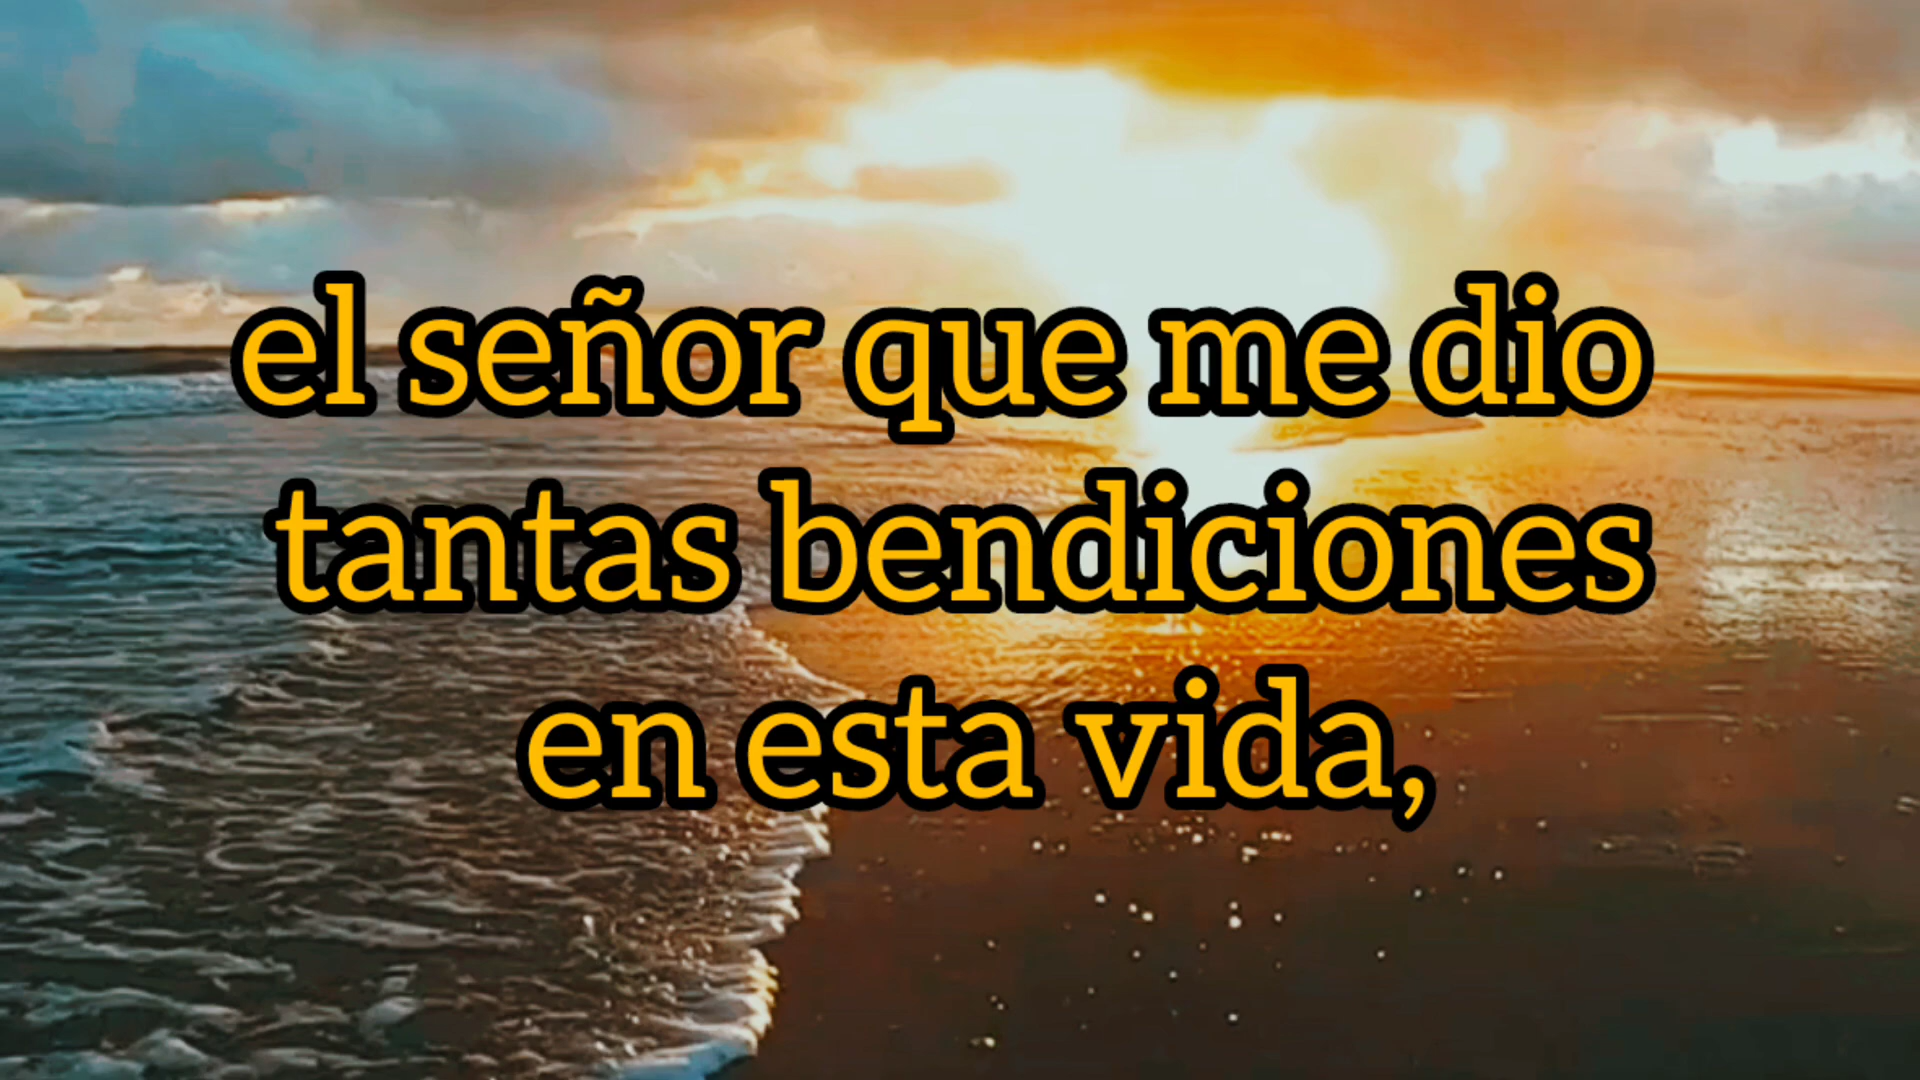 el señor que me dio
tantas bendiciones
en esta vida,